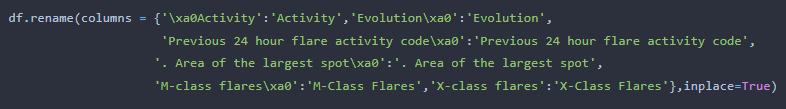 df.rename(columns = {'\xa0Activity':'Activity','Evolution\xa0':'Evolution',
'Previous 24 hour flare activity code\xa0':'Previous 24 hour flare activity code',
'. Area of the largest spot\xa0':'. Area of the largest spot',
'M-class flares\xa0':'M-Class Flares','X-class flares':'X-Class Flares'},inplace=True)